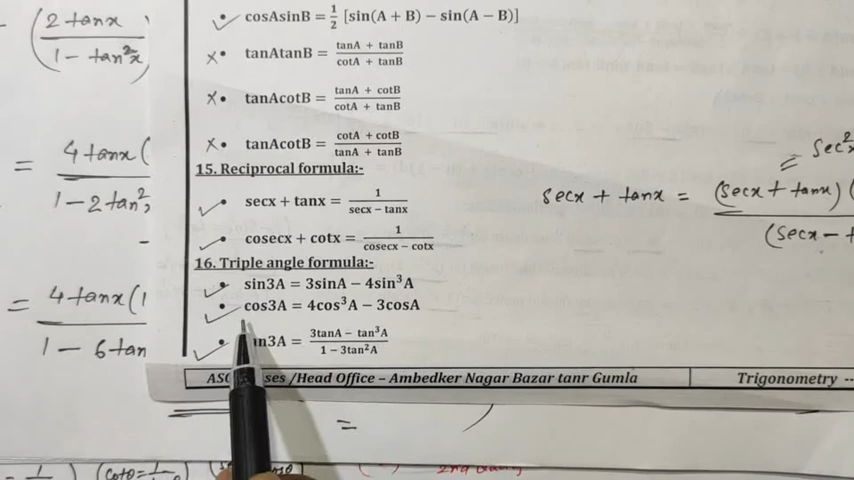 cosAsinB = 1/2 [sin(A + B) − sin(A − B)]
× • tanAtanB = (tanA + tanB)/(cotA + tanB)
× • tanAcotB = (tanA + cotB)/(cotA + tanB)
× • tanAcotB = (cotA + cotB)/(tanA + tanB)
15. Reciprocal formula:-
✓ • secx + tanx = 1/(secx − tanx)
✓ • cosecx + cotx = 1/(cosecx − cotx)
16. Triple angle formula:-
✓ • sin3A = 3sinA − 4sin³A
✓ • cos3A = 4cos³A − 3cosA
✓ • an3A = (3tanA − tan³A)/(1 − 3tan²A)
ses /Head Office – Ambedker Nagar Bazar tanr Gumla
Trigonometry --
− (2 tanx / 1 − tan²x)
= 4 tanx (
1 − 2 tan²
= 4 tanx (1
1 − 6 tan
=
= sec²x
secx + tanx = (secx + tanx) (
(secx −